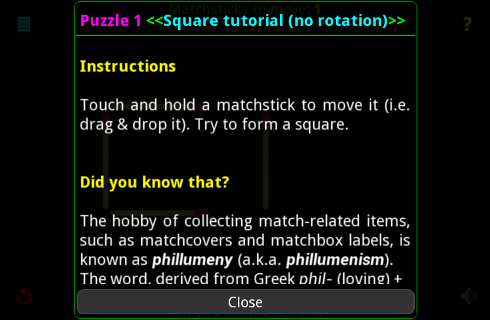 Matchsticks to move: 1
Puzzle 1 <<Square tutorial (no rotation)>>
?
Instructions
Touch and hold a matchstick to move it (i.e.
drag & drop it). Try to form a square.
Did you know that?
The hobby of collecting match-related items,
such as matchcovers and matchbox labels, is
known as phillumeny (a.k.a. phillumenism).
The word, derived from Greek phil- (loving) +
Close